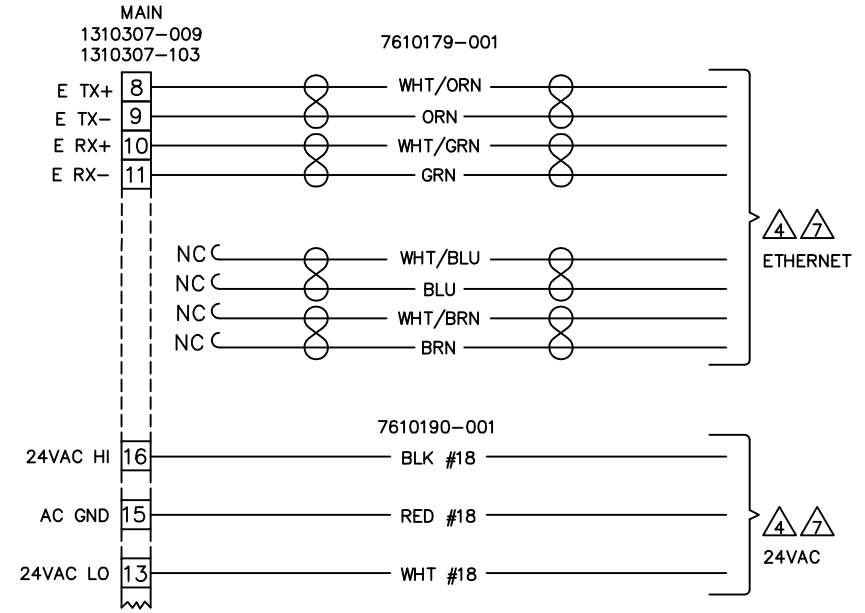 MAIN
1310307-009
1310307-103
7610179-001
E TX+ 8 WHT/ORN
E TX- 9 ORN
E RX+ 10 WHT/GRN
E RX- 11 GRN
4 7
ETHERNET
NC WHT/BLU
NC BLU
NC WHT/BRN
NC BRN
7610190-001
24VAC HI 16 BLK #18
AC GND 15 RED #18
4 7
24VAC
24VAC LO 13 WHT #18